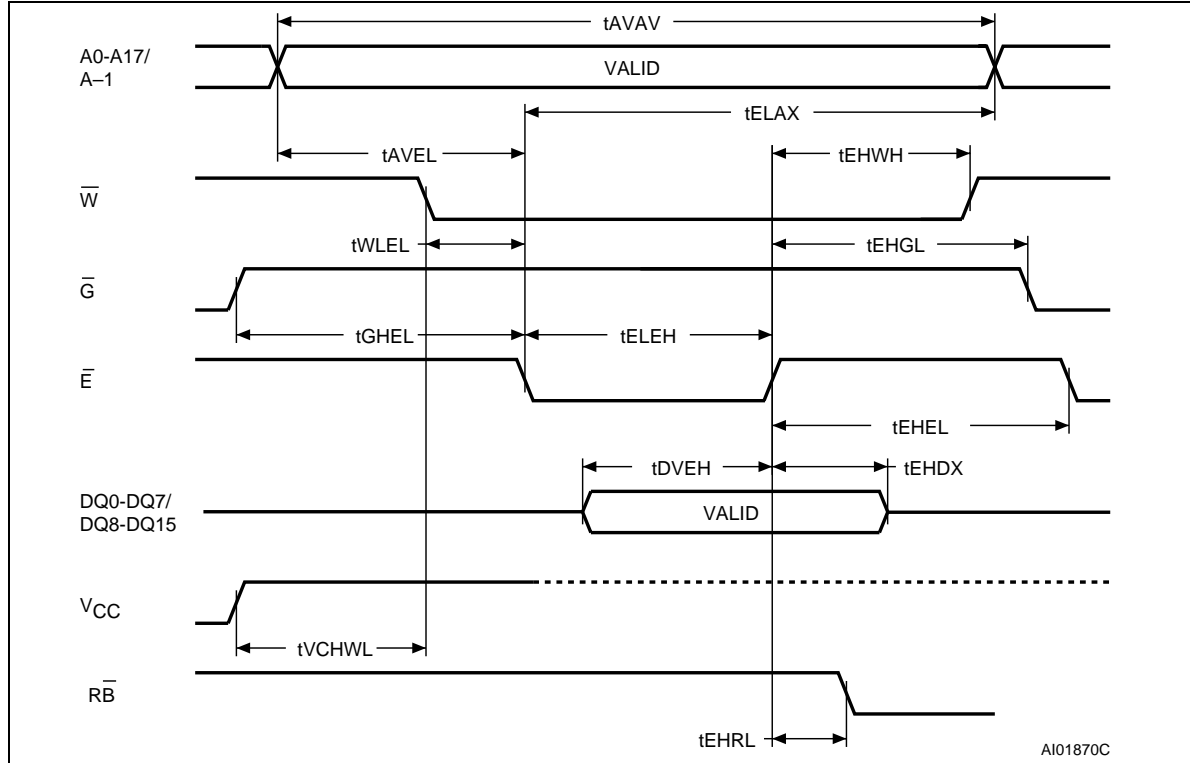 tAVAV
A0-A17/
A–1
VALID
tELAX
tAVEL
tEHWH
W̅
tWLEL
tEHGL
G̅
tGHEL
tELEH
E̅
tEHEL
tDVEH
tEHDX
DQ0-DQ7/
DQ8-DQ15
VALID
VCC
tVCHWL
RB̅
tEHRL
AI01870C